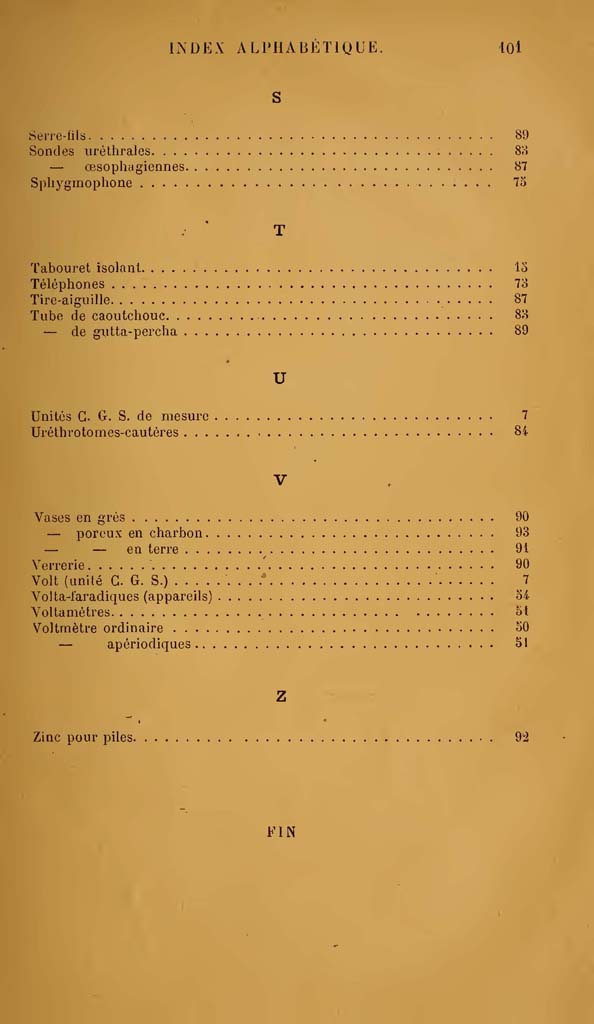 INDEX ALPHABÉTIQUE. 101
S
Serre-fils. . . . . . . . . . . . . . . . . . . . 89
Sondes uréthrales. . . . . . . . . . . . . . . . . . . . 83
— œsophagiennes. . . . . . . . . . . . . . . . . . . . 87
Sphygmophone . . . . . . . . . . . . . . . . . . . . 75
T
Tabouret isolant. . . . . . . . . . . . . . . . . . . . 15
Téléphones . . . . . . . . . . . . . . . . . . . . 73
Tire-aiguille. . . . . . . . . . . . . . . . . . . . 87
Tube de caoutchouc. . . . . . . . . . . . . . . . . . . . 83
— de gutta-percha . . . . . . . . . . . . . . . . . . . . 89
U
Unités C. G. S. de mesure . . . . . . . . . . . . . . . . . . . . 7
Uréthrotomes-cautères . . . . . . . . . . . . . . . . . . . . 84
V
Vases en grès . . . . . . . . . . . . . . . . . . . . 90
— poreux en charbon. . . . . . . . . . . . . . . . . . . . 93
— — en terre . . . . . . . . . . . . . . . . . . . . 91
Verrerie. . . . . . . . . . . . . . . . . . . . 90
Volt (unité C. G. S.) . . . . . . . . . . . . . . . . . . . . 7
Volta-faradiques (appareils) . . . . . . . . . . . . . . . . . . . . 54
Voltamètres. . . . . . . . . . . . . . . . . . . . 51
Voltmètre ordinaire . . . . . . . . . . . . . . . . . . . . 50
— apériodiques . . . . . . . . . . . . . . . . . . . . 51
Z
Zinc pour piles. . . . . . . . . . . . . . . . . . . . 92
FIN